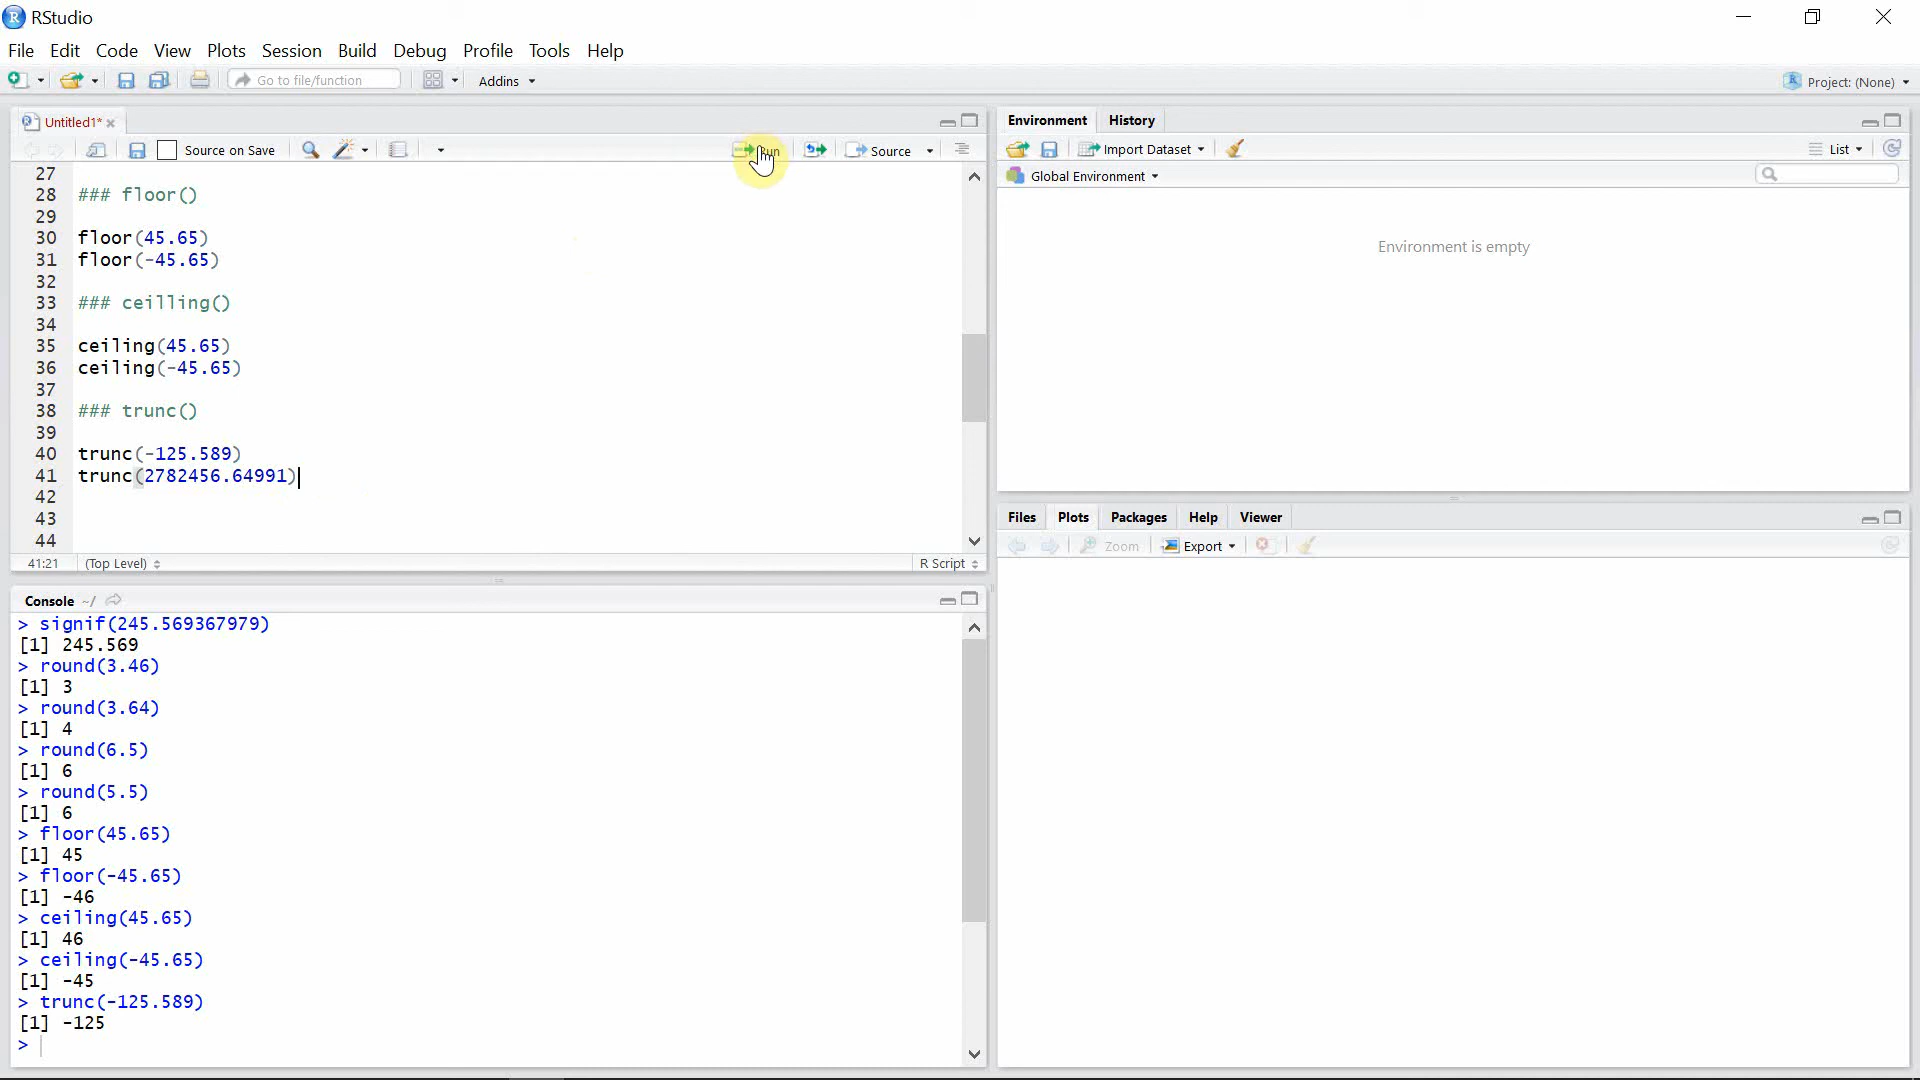 RStudio
File Edit Code View Plots Session Build Debug Profile Tools Help
Go to file/function Addins Project: (None)
Untitled1*
Source on Save Run Source
27
28 ### floor()
29
30 floor(45.65)
31 floor(-45.65)
32
33 ### ceilling()
34
35 ceiling(45.65)
36 ceiling(-45.65)
37
38 ### trunc()
39
40 trunc(-125.589)
41 trunc(2782456.64991)
42
43
44
41:21 (Top Level) R Script
Console ~/
> signif(245.569367979)
[1] 245.569
> round(3.46)
[1] 3
> round(3.64)
[1] 4
> round(6.5)
[1] 6
> round(5.5)
[1] 6
> floor(45.65)
[1] 45
> floor(-45.65)
[1] -46
> ceiling(45.65)
[1] 46
> ceiling(-45.65)
[1] -45
> trunc(-125.589)
[1] -125
>
Environment History
Import Dataset List
Global Environment
Environment is empty
Files Plots Packages Help Viewer
Zoom Export